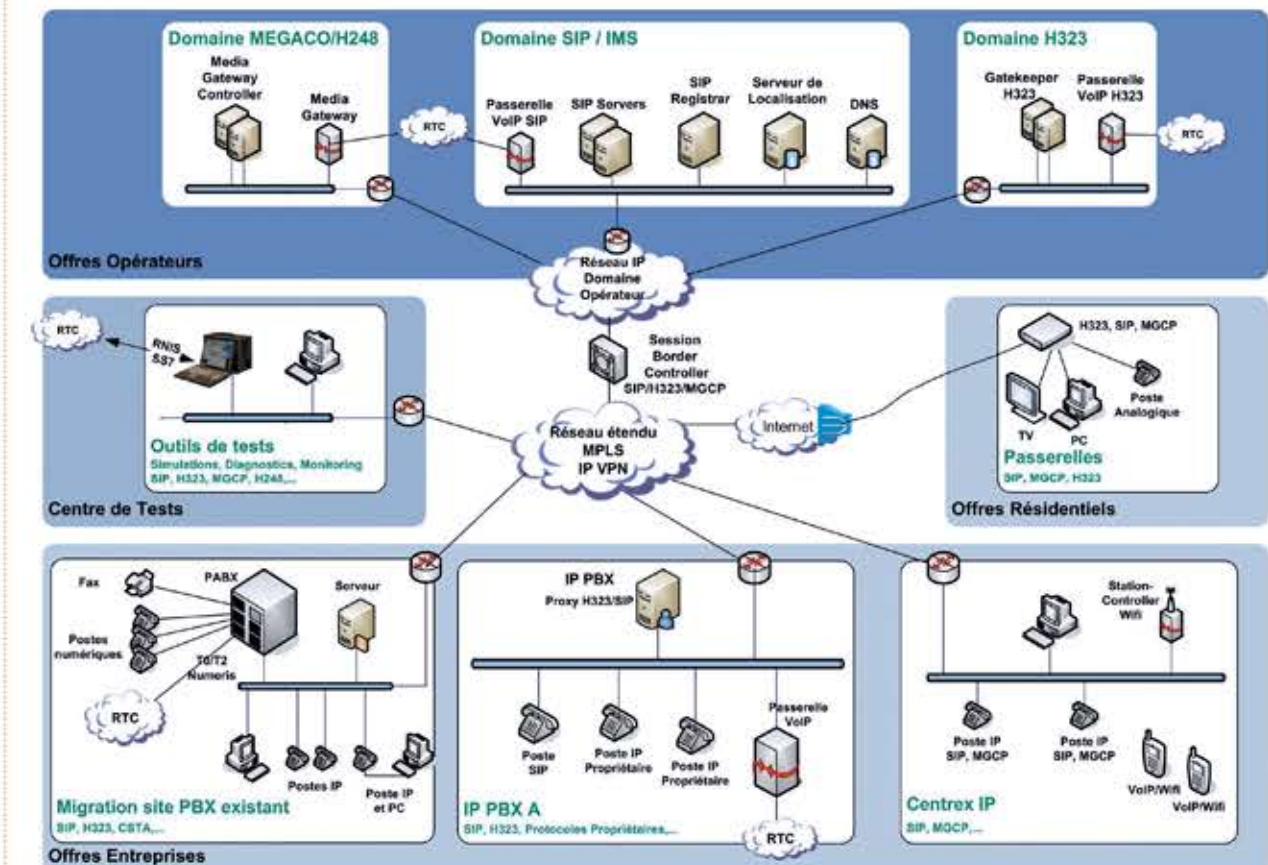 Domaine MEGACO/H248
Media
Gateway
Controller
Media
Gateway
RTC
Domaine SIP / IMS
Passerelle
VoIP SIP
SIP Servers
SIP
Registrar
Serveur de
Localisation
DNS
Domaine H323
Gatekeeper
H323
Passerelle
VoIP H323
RTC
Offres Opérateurs
Réseau IP
Domaine
Opérateur
RTC
RNIS
SS7
Outils de tests
Simulations, Diagnostics, Monitoring
SIP, H323, MGCP, H248,...
Centre de Tests
Session
Border
Controller
SIP/H323/MGCP
Réseau étendu
MPLS
IP VPN
Internet
H323, SIP, MGCP
Poste
Analogique
TV
PC
Passerelles
SIP, MGCP, H323
Offres Résidentiels
Fax
PABX
Serveur
Postes
numériques
T0/T2
Numeris
RTC
Postes IP
Poste IP
et PC
Migration site PBX existant
SIP, H323, CSTA,...
IP PBX
Proxy H323/SIP
Poste
SIP
Poste IP
Propriétaire
Poste IP
Propriétaire
Passerelle
VoIP
IP PBX A
SIP, H323, Protocoles Propriétaires,...
RTC
Station-
Controller
Wifi
Poste IP
SIP, MGCP
Poste IP
SIP, MGCP
VoIP/Wifi
VoIP/Wifi
Centrex IP
SIP, MGCP,...
Offres Entreprises